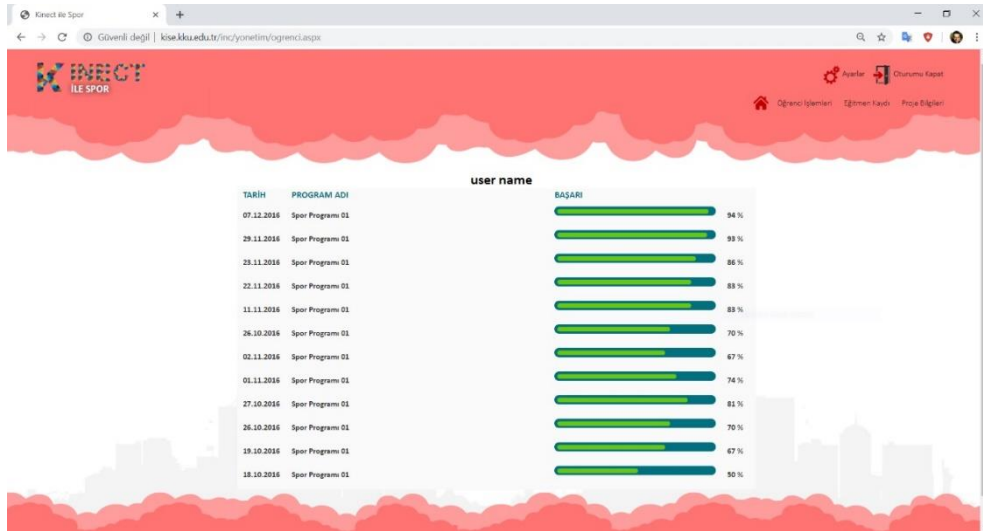 Kinect ile Spor
Güvenli değil | kise.kku.edu.tr/inc/yonetim/ogrenci.aspx
KINECT
İLE SPOR
Ayarlar Oturumu Kapat
Öğrenci İşlemleri Eğitmen Kaydı Proje Bilgileri
user name
TARİH PROGRAM ADI BAŞARI
07.12.2016 Spor Programı 01 94 %
29.11.2016 Spor Programı 01 93 %
23.11.2016 Spor Programı 01 86 %
22.11.2016 Spor Programı 01 83 %
11.11.2016 Spor Programı 01 83 %
26.10.2016 Spor Programı 01 70 %
02.11.2016 Spor Programı 01 67 %
01.11.2016 Spor Programı 01 74 %
27.10.2016 Spor Programı 01 81 %
26.10.2016 Spor Programı 01 70 %
19.10.2016 Spor Programı 01 67 %
18.10.2016 Spor Programı 01 50 %